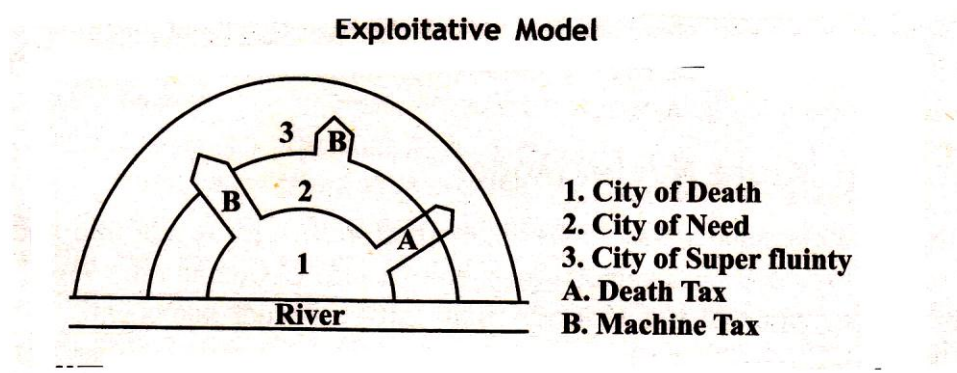 Exploitative Model
3
B
B
2
A
1
River
1. City of Death
2. City of Need
3. City of Super fluinty
A. Death Tax
B. Machine Tax